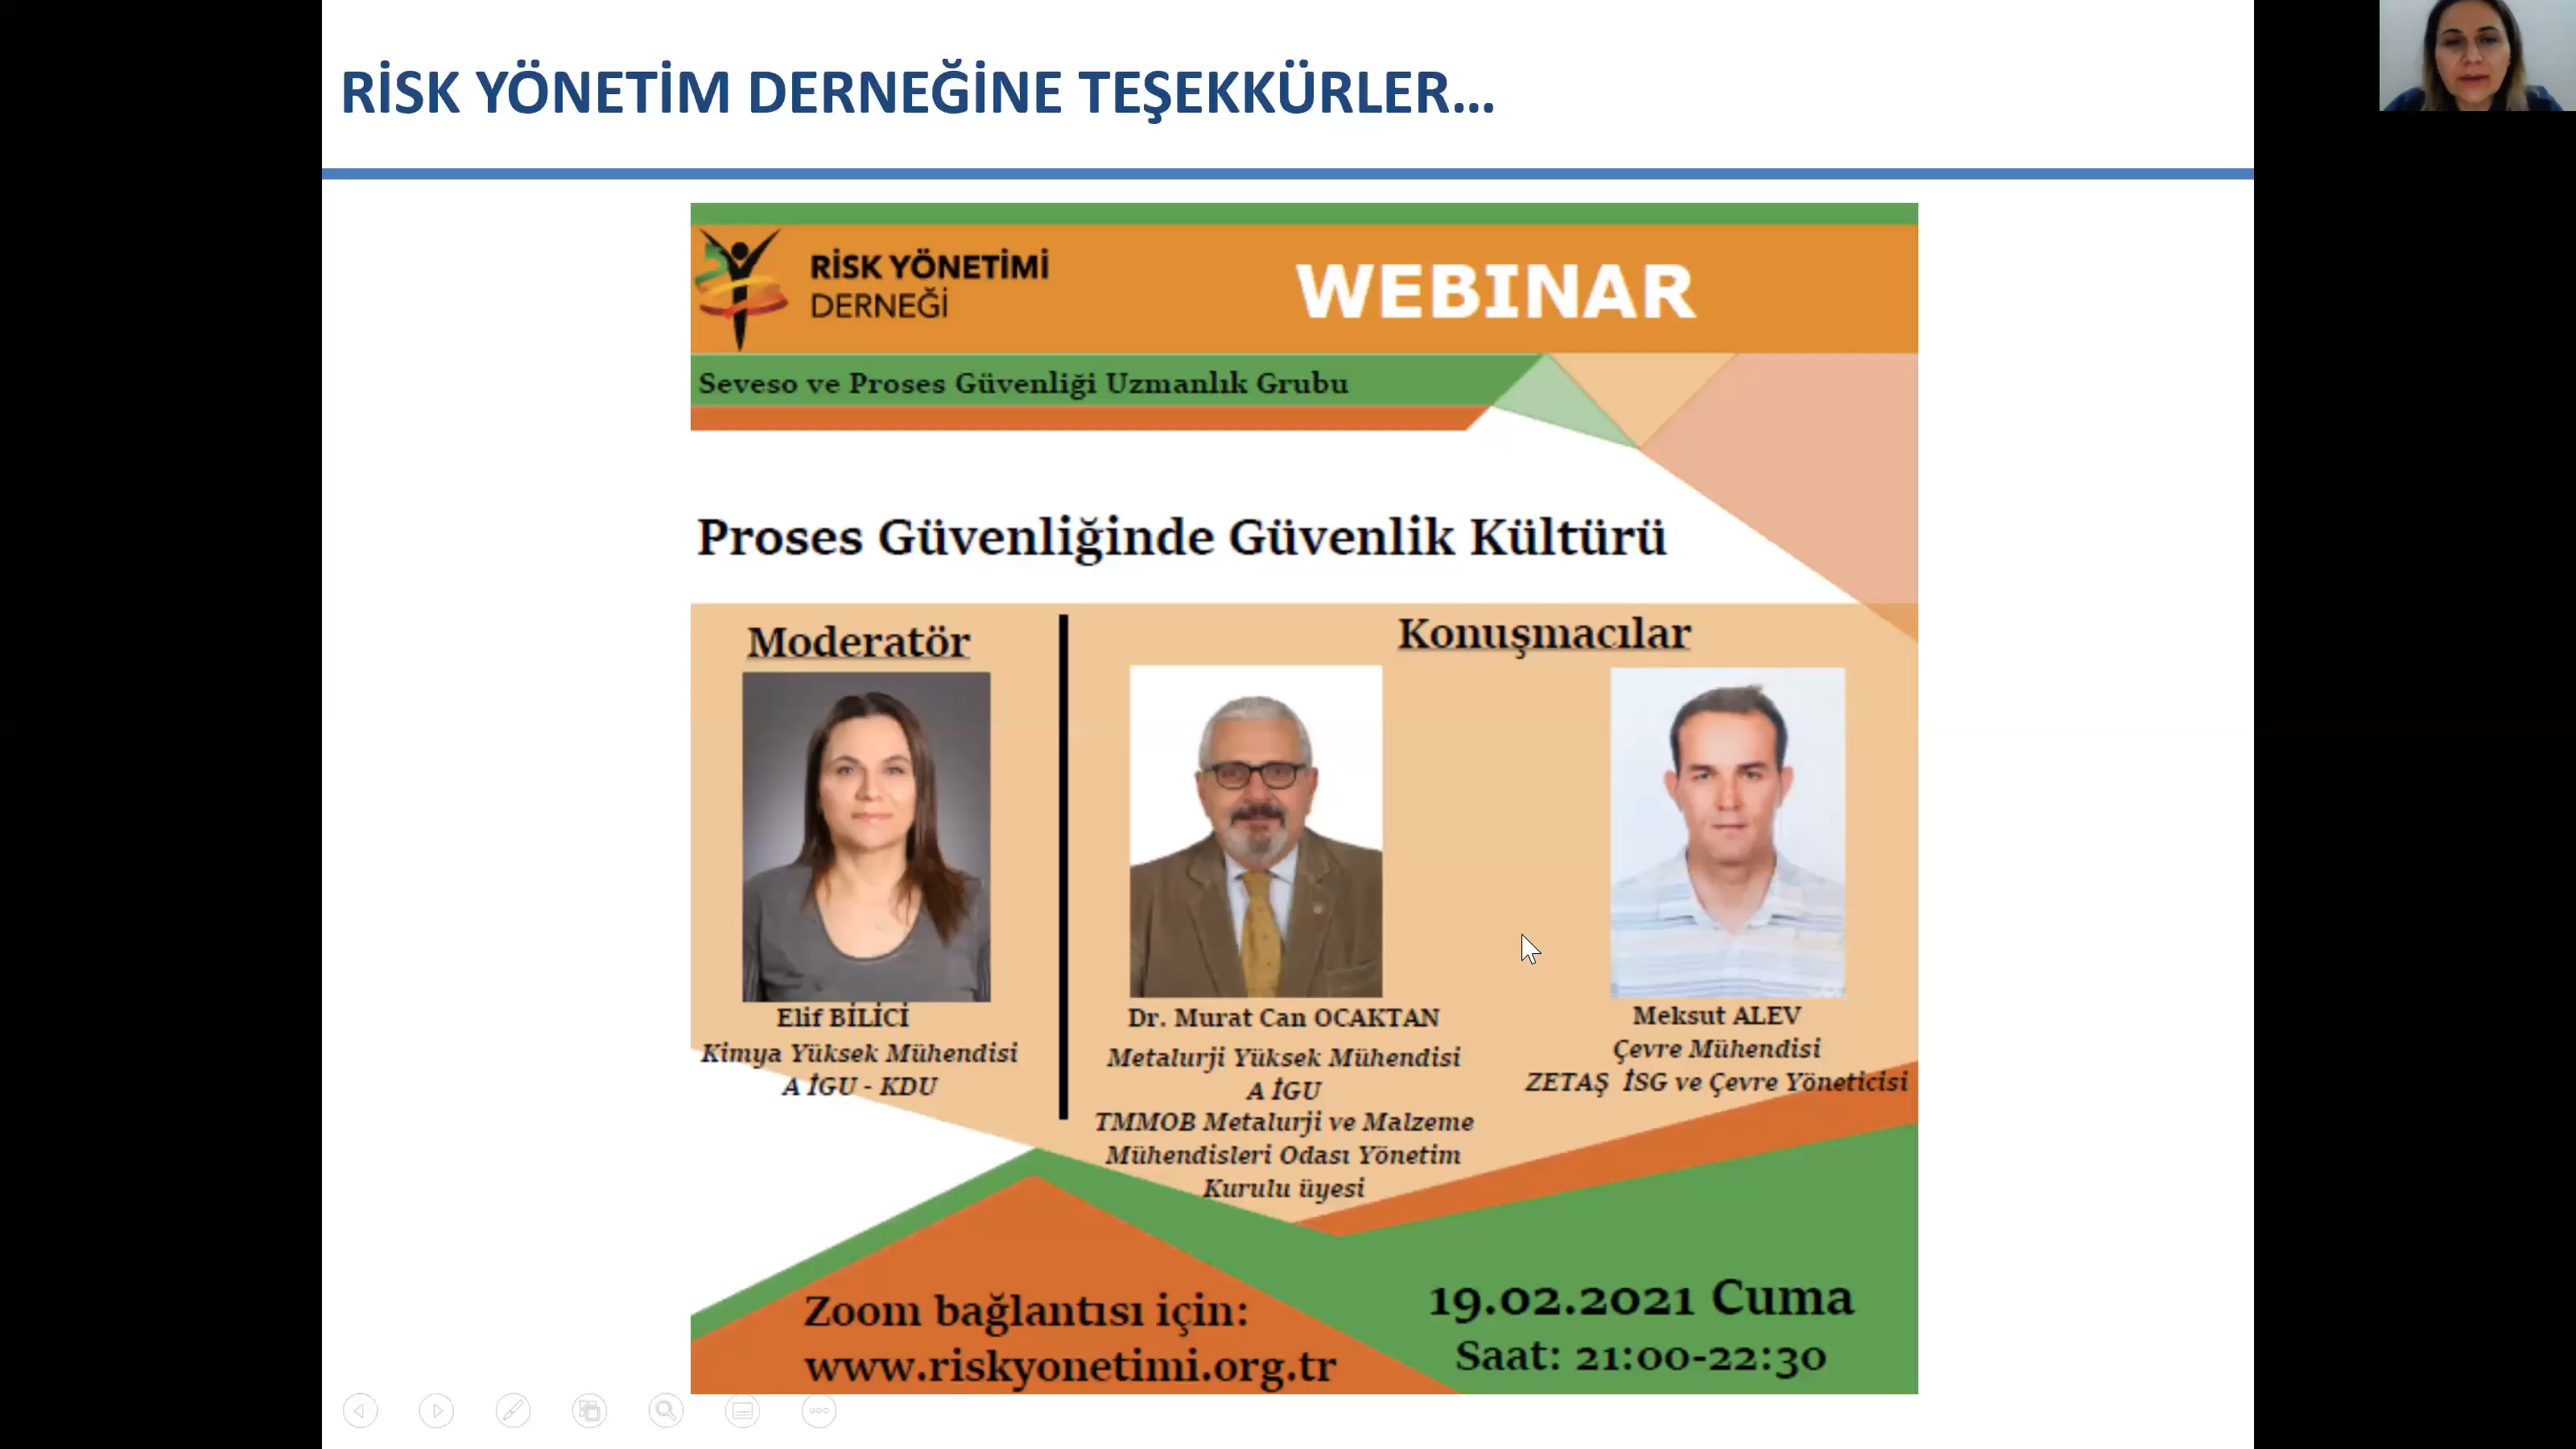 RİSK YÖNETİM DERNEĞİNE TEŞEKKÜRLER...
RİSK YÖNETİMİ
DERNEĞİ
WEBINAR
Seveso ve Proses Güvenliği Uzmanlık Grubu
Proses Güvenliğinde Güvenlik Kültürü
Moderatör
Elif BİLİCİ
Kimya Yüksek Mühendisi
A İGU - KDU
Konuşmacılar
Dr. Murat Can OCAKTAN
Metalurji Yüksek Mühendisi
A İGU
TMMOB Metalurji ve Malzeme
Mühendisleri Odası Yönetim
Kurulu üyesi
Meksut ALEV
Çevre Mühendisi
ZETAŞ İSG ve Çevre Yöneticisi
Zoom bağlantısı için:
www.riskyonetimi.org.tr
19.02.2021 Cuma
Saat: 21:00-22:30